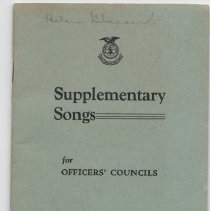 Supplementary
Songs
for
OFFICERS' COUNCILS